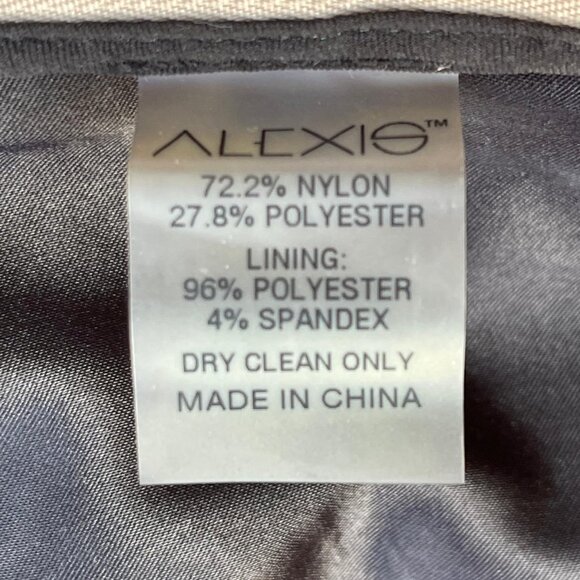 ALEXIS™
72.2% NYLON
27.8% POLYESTER
LINING:
96% POLYESTER
4% SPANDEX
DRY CLEAN ONLY
MADE IN CHINA